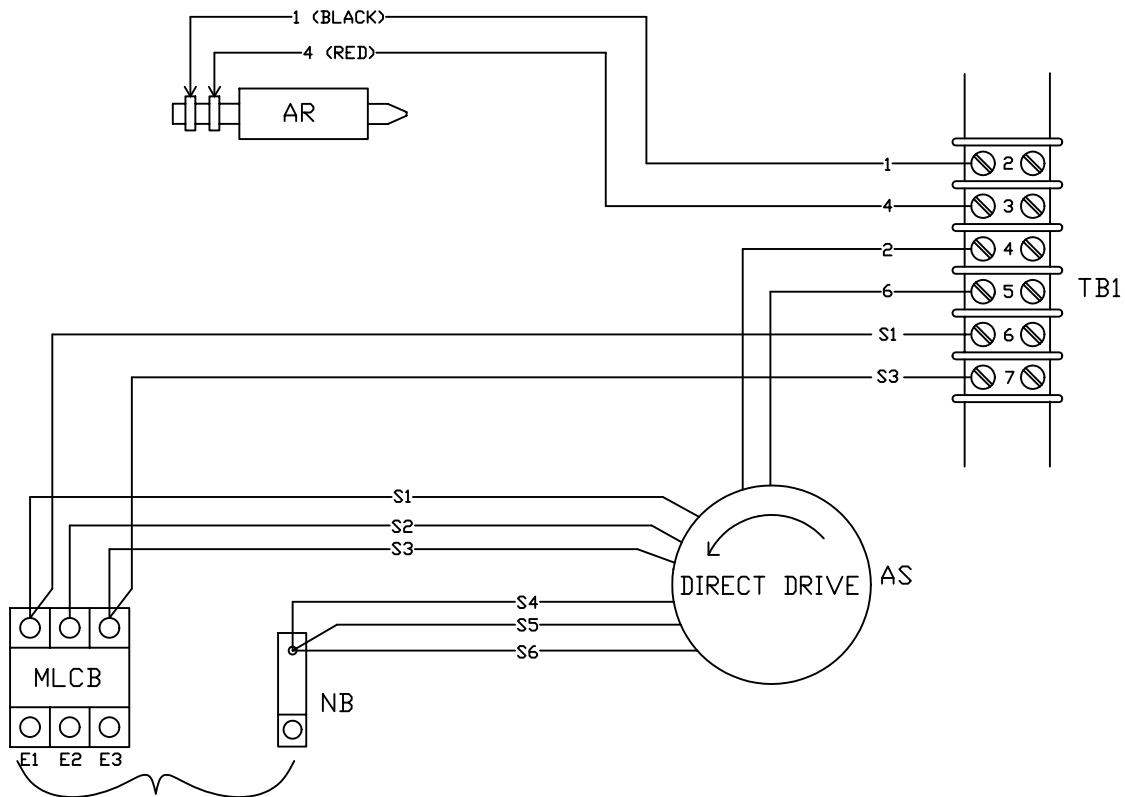 1 (BLACK)
4 (RED)
AR
1
2
4
3
2
4
6
5
TB1
S1
6
S3
7
S1
S2
S3
DIRECT DRIVE
AS
S4
S5
S6
MLCB
NB
E1 E2 E3